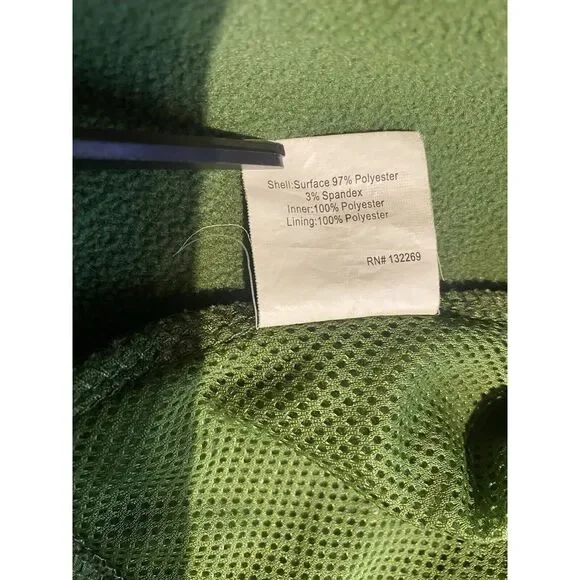 Shell:Surface 97% Polyester
3% Spandex
Inner:100% Polyester
Lining:100% Polyester
RN# 132269